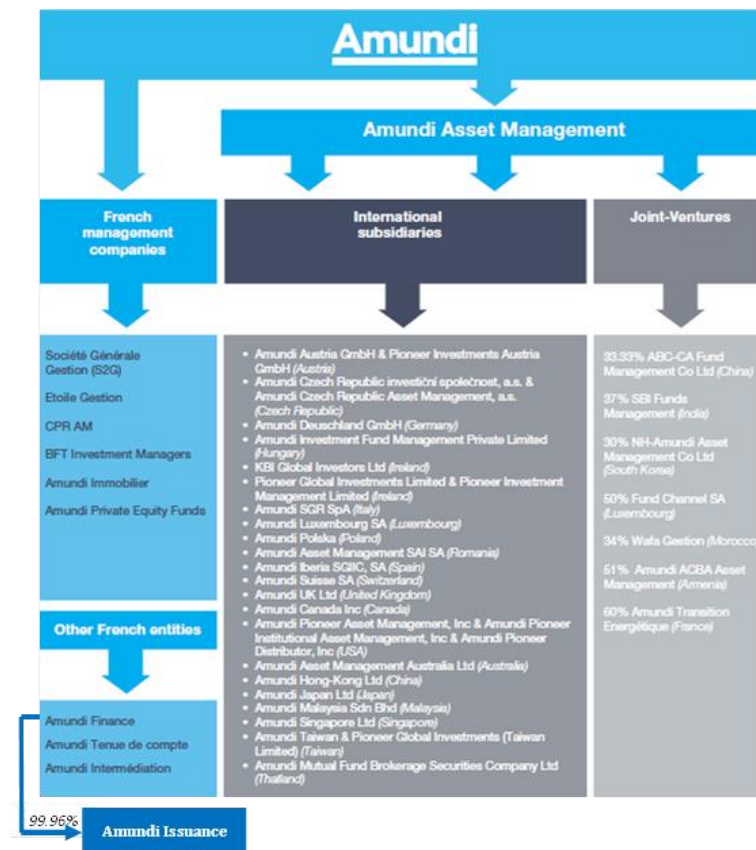 Amundi
Amundi Asset Management
French
management
companies
International
subsidiaries
Joint-Ventures
Société Générale
Gestion (S2G)
Etoile Gestion
CPR AM
BFT Investment Managers
Amundi Immobilier
Amundi Private Equity Funds
Other French entities
Amundi Finance
Amundi Tenue de compte
Amundi Intermédiation
• Amundi Austria GmbH & Pioneer Investments Austria
GmbH (Austria)
• Amundi Czech Republic investiční společnost, a.s. &
Amundi Czech Republic Asset Management, a.s.
(Czech Republic)
• Amundi Deuschland GmbH (Germany)
• Amundi Investment Fund Management Private Limited
(Hungary)
• KBI Global Investors Ltd (Ireland)
• Pioneer Global Investments Limited & Pioneer Investment
Management Limited (Ireland)
• Amundi SGR SpA (Italy)
• Amundi Luxembourg SA (Luxembourg)
• Amundi Polska (Poland)
• Amundi Asset Management SAI SA (Romania)
• Amundi Iberia SGIIC, SA (Spain)
• Amundi Suisse SA (Switzerland)
• Amundi UK Ltd (United Kingdom)
• Amundi Canada Inc (Canada)
• Amundi Pioneer Asset Management, Inc & Amundi Pioneer
Institutional Asset Management, Inc & Amundi Pioneer
Distributor, Inc (USA)
• Amundi Asset Management Australia Ltd (Australia)
• Amundi Hong-Kong Ltd (China)
• Amundi Japan Ltd (Japan)
• Amundi Malaysia Sdn Bhd (Malaysia)
• Amundi Singapore Ltd (Singapore)
• Amundi Taiwan & Pioneer Global Investments (Taiwan
Limited) (Taiwan)
• Amundi Mutual Fund Brokerage Securities Company Ltd
(Thailand)
33.33% ABC-CA Fund
Management Co Ltd (China)
37% SBI Funds
Management (India)
30% NH-Amundi Asset
Management Co Ltd
(South Korea)
50% Fund Channel SA
(Luxembourg)
34% Wafa Gestion (Morocco)
51% Amundi ACBA Asset
Management (Armenia)
60% Amundi Transition
Energétique (France)
99.96%
Amundi Issuance